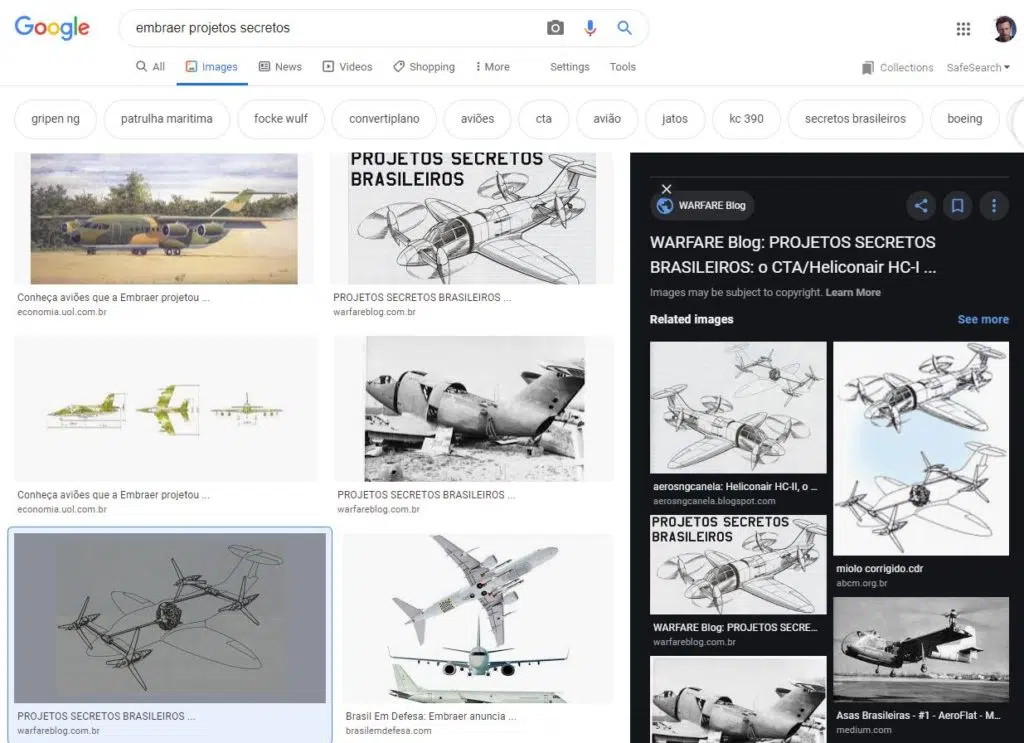 Google
embraer projetos secretos
All
Images
News
Videos
Shopping
More
Settings
Tools
Collections
SafeSearch
gripen ng
patrulha maritima
focke wulf
convertiplano
aviões
cta
avião
jatos
kc 390
secretos brasileiros
boeing
PROJETOS SECRETOS
BRASILEIROS
Conheça aviões que a Embraer projetou ...
economia.uol.com.br
PROJETOS SECRETOS BRASILEIROS ...
warfareblog.com.br
Conheça aviões que a Embraer projetou ...
economia.uol.com.br
PROJETOS SECRETOS BRASILEIROS ...
warfareblog.com.br
PROJETOS SECRETOS BRASILEIROS ...
warfareblog.com.br
Brasil Em Defesa: Embraer anuncia ...
brasilemdefesa.com
WARFARE Blog
WARFARE Blog: PROJETOS SECRETOS
BRASILEIROS: o CTA/Heliconair HC-I ...
Images may be subject to copyright. Learn More
Related images
See more
aerosngcanela: Heliconair HC-II, o ...
aerosngcanela.blogspot.com
PROJETOS SECRETOS
BRASILEIROS
WARFARE Blog: PROJETOS SECRE...
warfareblog.com.br
miolo corrigido.cdr
abcm.org.br
Asas Brasileiras - #1 - AeroFlat - M...
medium.com